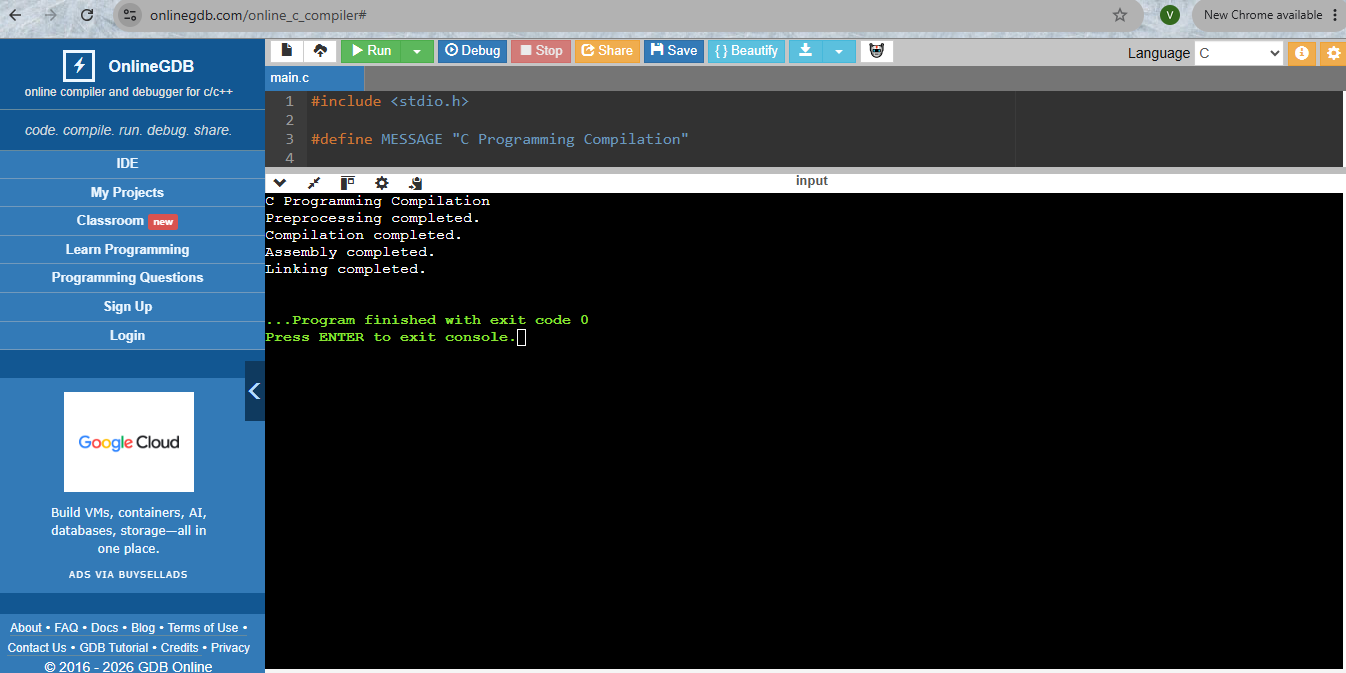 onlinegdb.com/online_c_compiler#
V
New Chrome available
OnlineGDB
online compiler and debugger for c/c++
code. compile. run. debug. share.
IDE
My Projects
Classroom new
Learn Programming
Programming Questions
Sign Up
Login
Google Cloud
Build VMs, containers, AI,
databases, storage—all in
one place.
ADS VIA BUYSELLADS
About • FAQ • Docs • Blog • Terms of Use •
Contact Us • GDB Tutorial • Credits • Privacy
© 2016 - 2026 GDB Online
Run Debug Stop Share Save { } Beautify Language C
main.c
1 #include <stdio.h>
2
3 #define MESSAGE "C Programming Compilation"
4
input
C Programming Compilation
Preprocessing completed.
Compilation completed.
Assembly completed.
Linking completed.
...Program finished with exit code 0
Press ENTER to exit console.